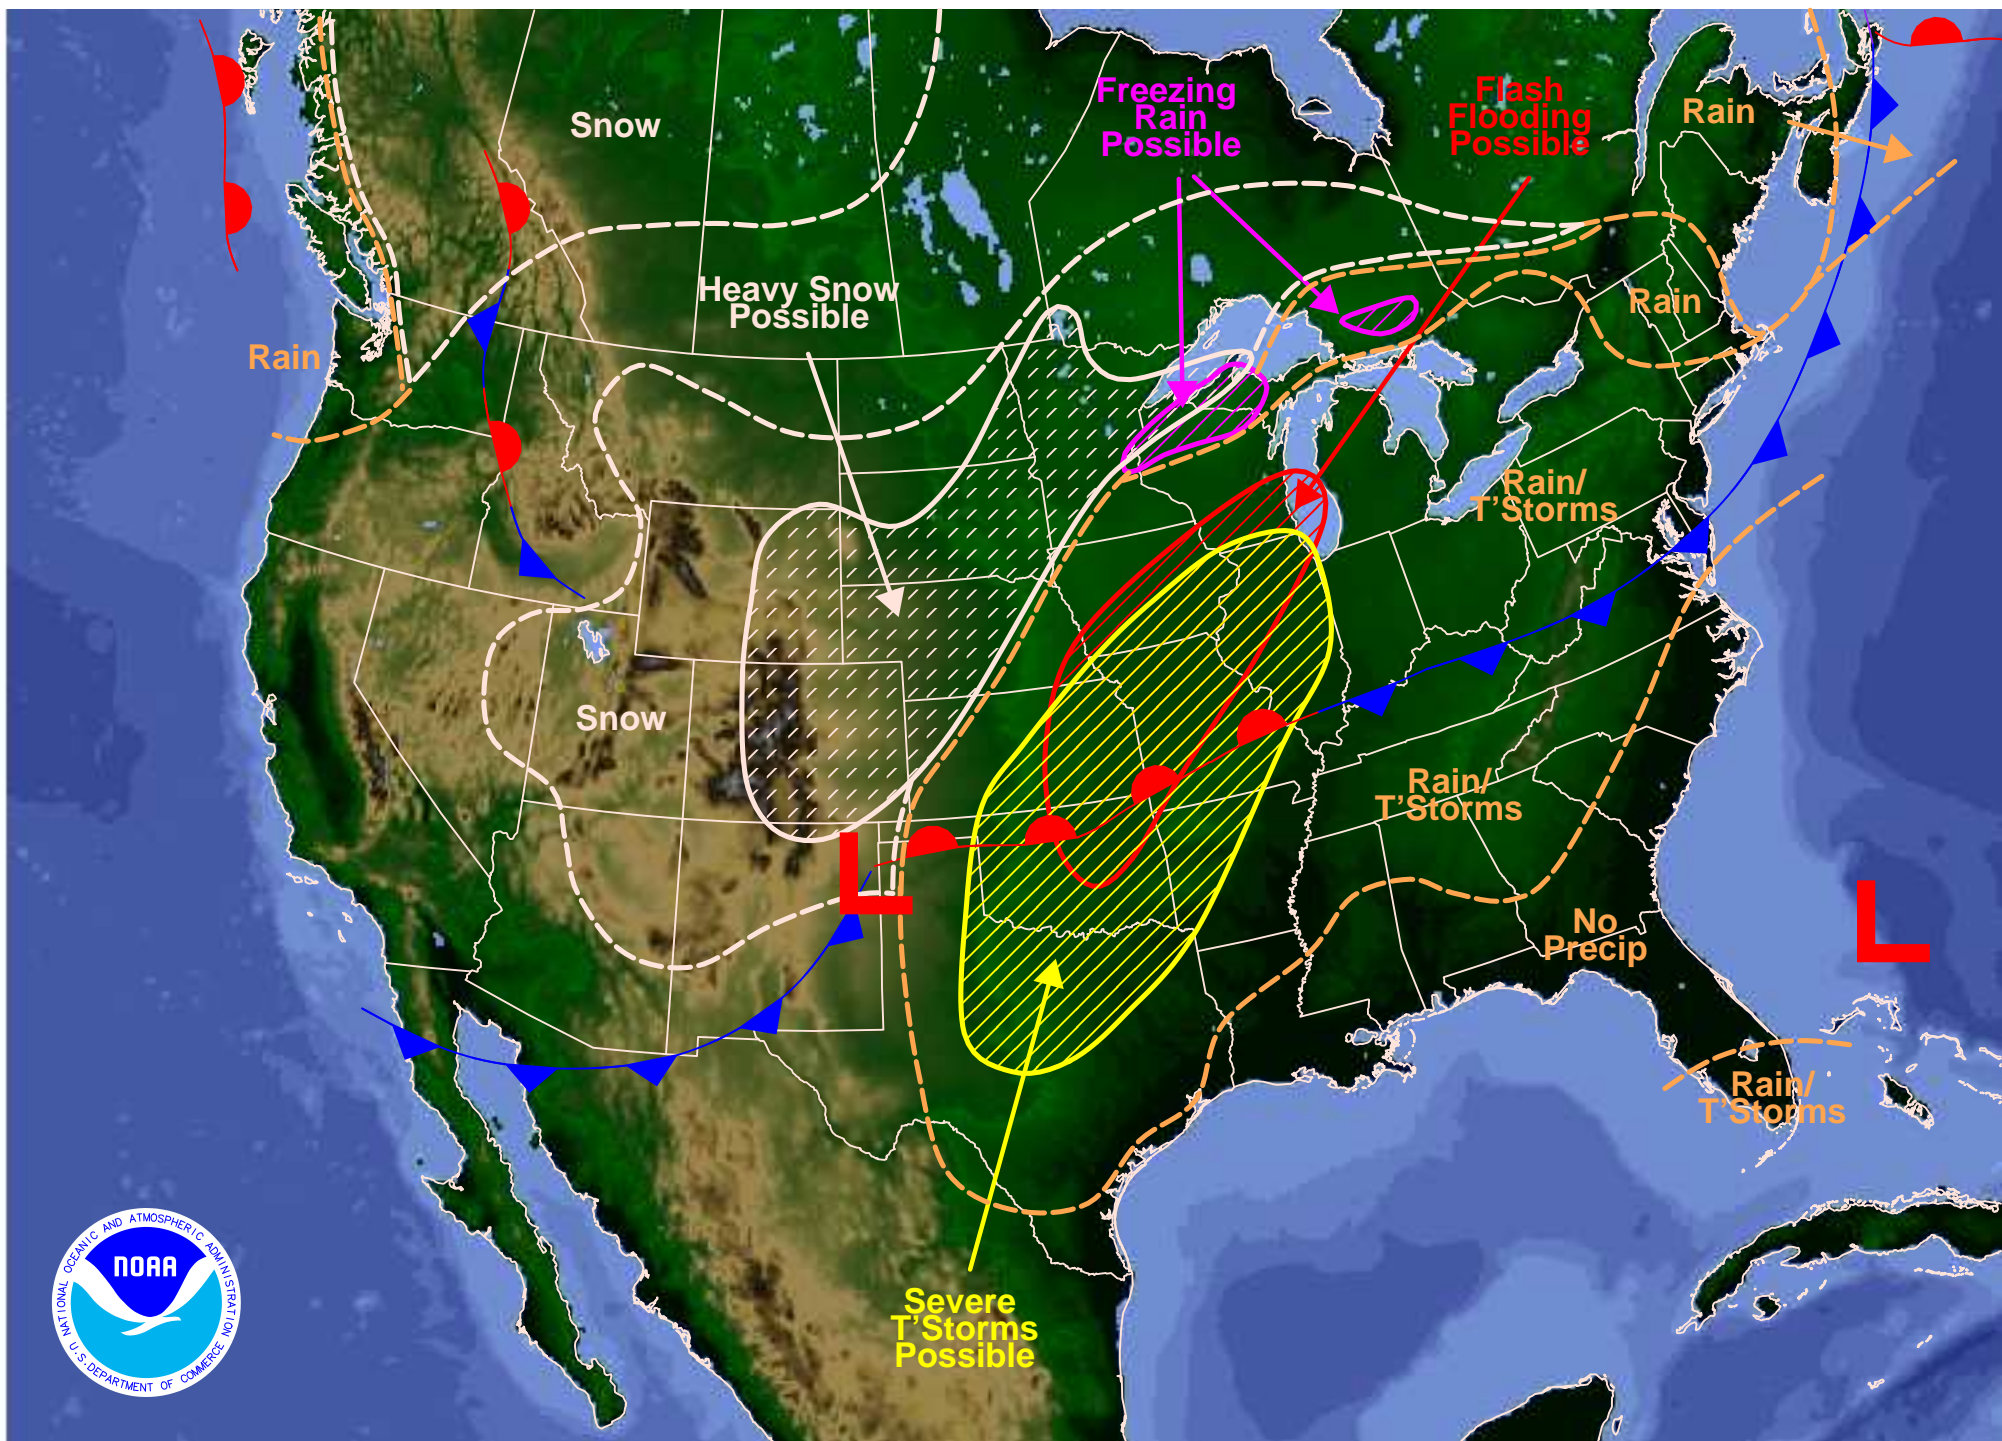 Snow
Freezing
Rain
Possible
Flash
Flooding
Possible
Rain
Heavy Snow
Possible
Rain
Rain
Rain/
T'Storms
Snow
Rain/
T'Storms
L
L
No
Precip
Rain/
T'Storms
Severe
T'Storms
Possible
NATIONAL OCEANIC AND ATMOSPHERIC ADMINISTRATION
NOAA
U.S. DEPARTMENT OF COMMERCE